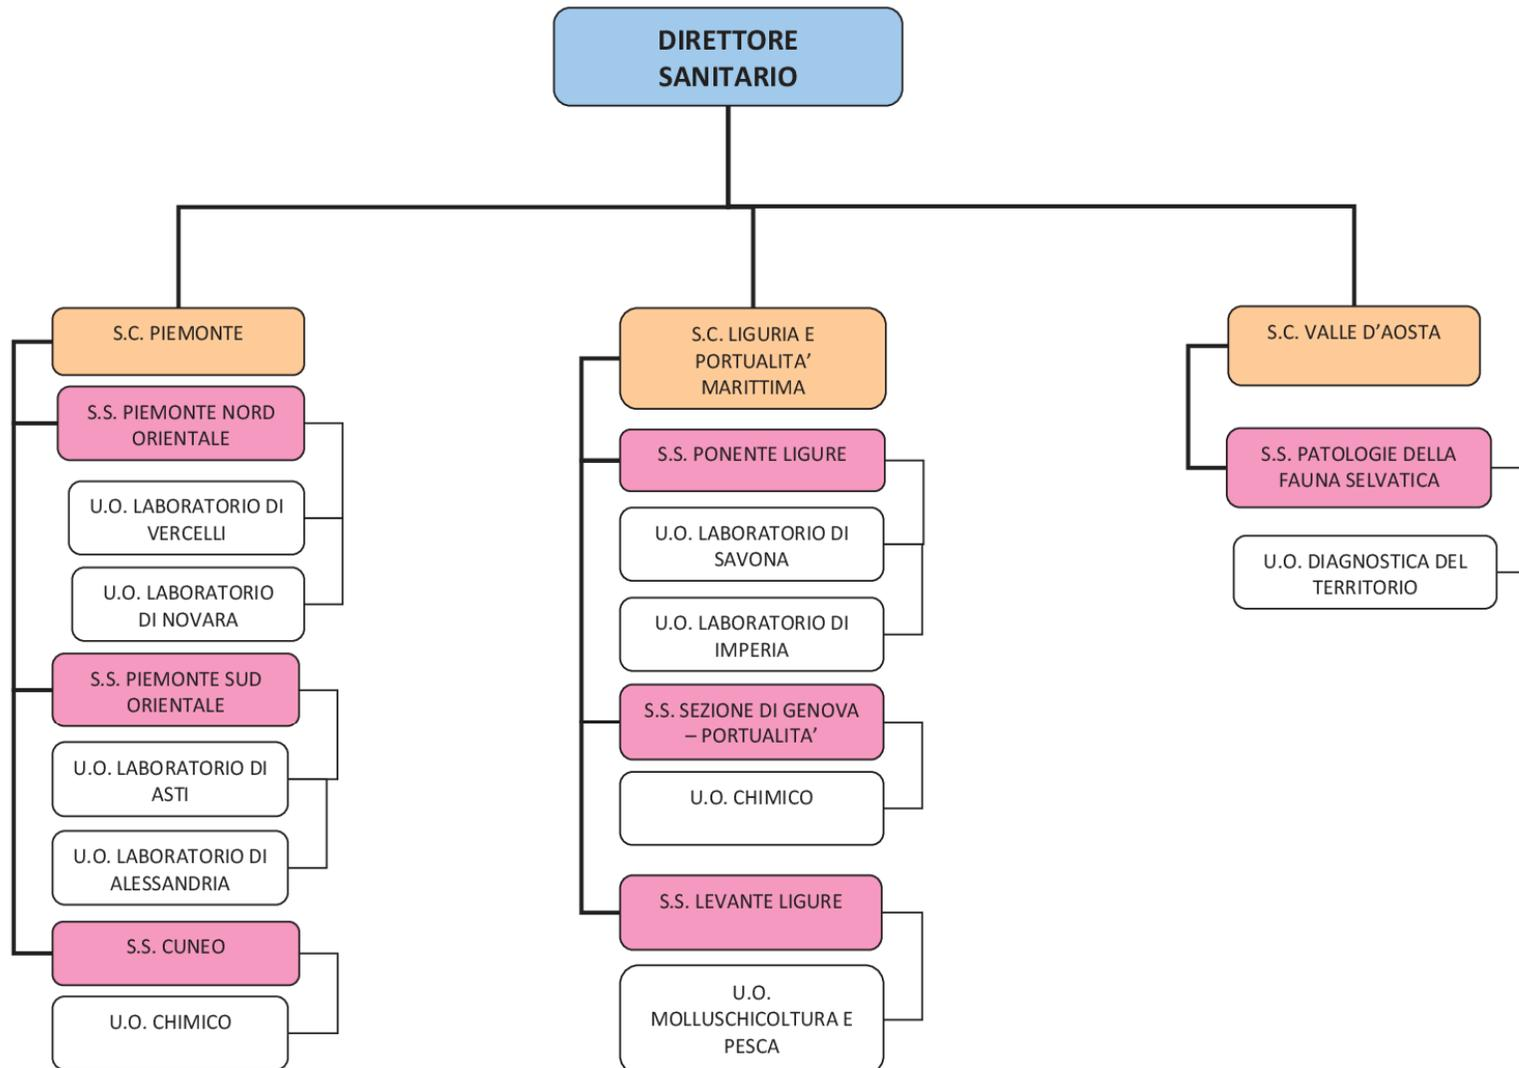 DIRETTORE
SANITARIO
S.C. PIEMONTE
S.S. PIEMONTE NORD
ORIENTALE
U.O. LABORATORIO DI
VERCELLI
U.O. LABORATORIO
DI NOVARA
S.S. PIEMONTE SUD
ORIENTALE
U.O. LABORATORIO DI
ASTI
U.O. LABORATORIO DI
ALESSANDRIA
S.S. CUNEO
U.O. CHIMICO
S.C. LIGURIA E
PORTUALITA’
MARITTIMA
S.S. PONENTE LIGURE
U.O. LABORATORIO DI
SAVONA
U.O. LABORATORIO DI
IMPERIA
S.S. SEZIONE DI GENOVA
– PORTUALITA’
U.O. CHIMICO
S.S. LEVANTE LIGURE
U.O.
MOLLUSCHICOLTURA E
PESCA
S.C. VALLE D’AOSTA
S.S. PATOLOGIE DELLA
FAUNA SELVATICA
U.O. DIAGNOSTICA DEL
TERRITORIO